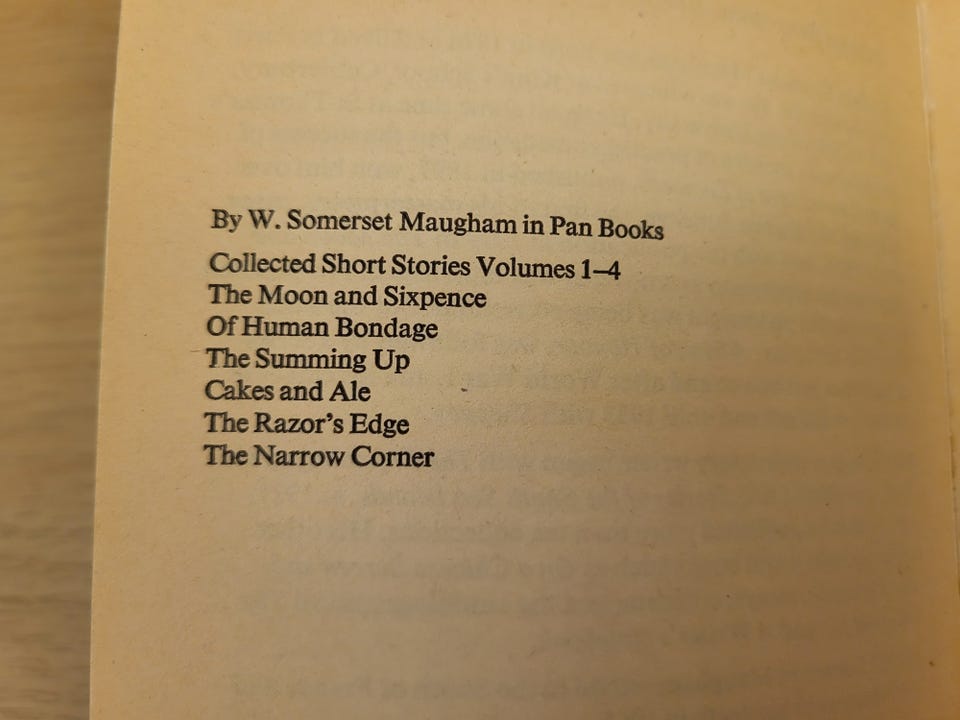 By W. Somerset Maugham in Pan Books
Collected Short Stories Volumes 1–4
The Moon and Sixpence
Of Human Bondage
The Summing Up
Cakes and Ale
The Razor's Edge
The Narrow Corner